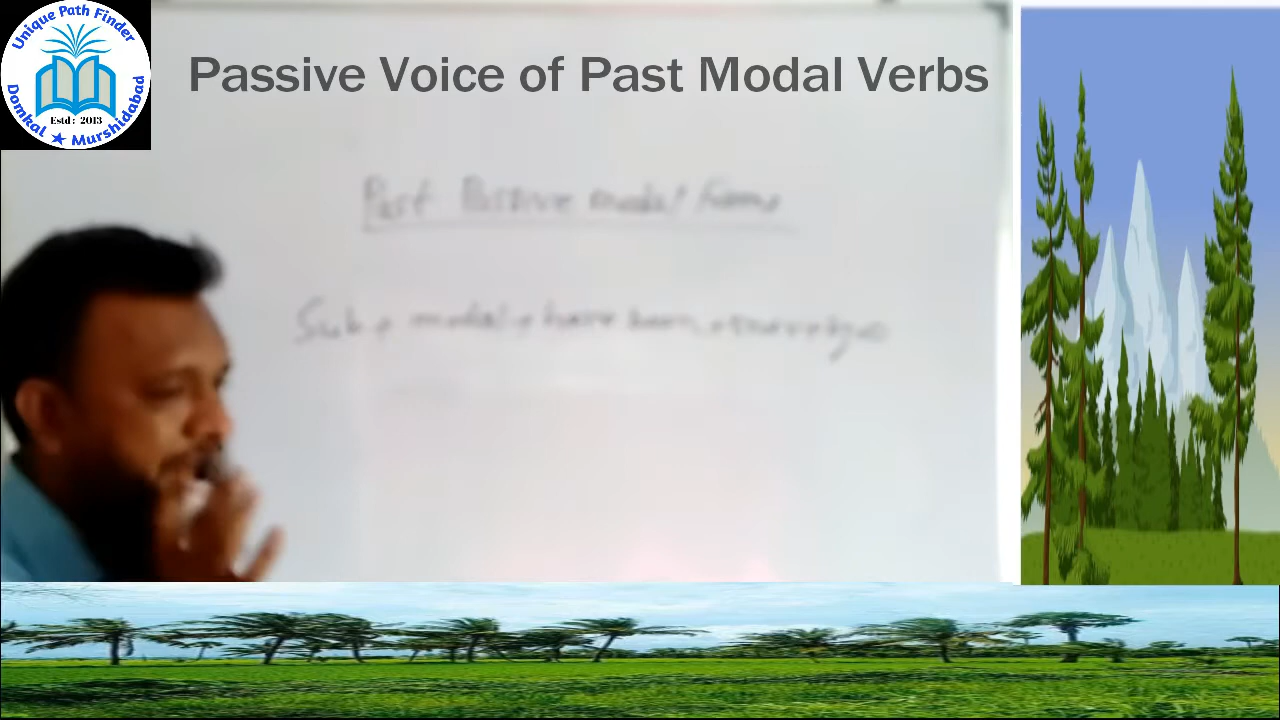 Unique Path Finder
Estd : 2013
Domkal ★ Murshidabad
Passive Voice of Past Modal Verbs
Past Passive modal form
Sub + modal + have been +